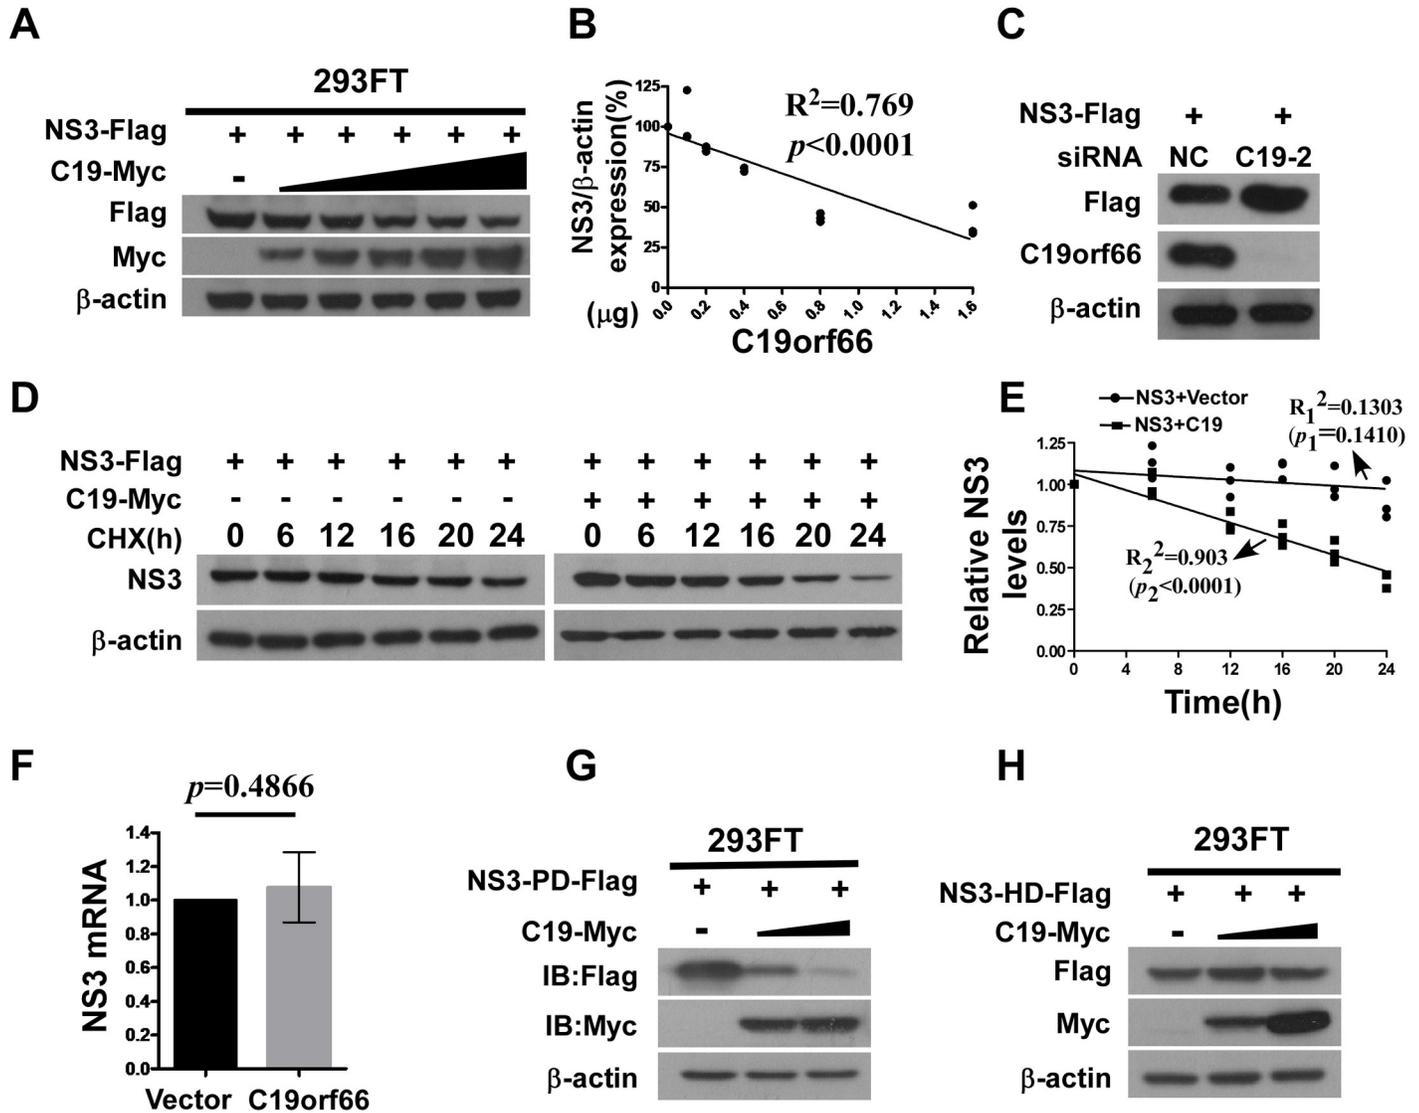 A
293FT
NS3-Flag + + + + + +
C19-Myc -
Flag
Myc
β-actin
B
NS3/β-actin
expression(%)
125
100
75
50
25
0
R²=0.769
p<0.0001
(μg) 0.0 0.2 0.4 0.6 0.8 1.0 1.2 1.4 1.6
C19orf66
C
NS3-Flag + +
siRNA NC C19-2
Flag
C19orf66
β-actin
D
NS3-Flag + + + + + + + + + + + +
C19-Myc - - - - - - + + + + + +
CHX(h) 0 6 12 16 20 24 0 6 12 16 20 24
NS3
β-actin
E
NS3+Vector
NS3+C19
R₁²=0.1303
(p₁=0.1410)
Relative NS3
levels
1.25
1.00
0.75
0.50
0.25
0.00
R₂²=0.903
(p₂<0.0001)
0 4 8 12 16 20 24
Time(h)
F
p=0.4866
NS3 mRNA
1.4
1.2
1.0
0.8
0.6
0.4
0.2
0.0
Vector C19orf66
G
293FT
NS3-PD-Flag + + +
C19-Myc -
IB:Flag
IB:Myc
β-actin
H
293FT
NS3-HD-Flag + + +
C19-Myc -
Flag
Myc
β-actin